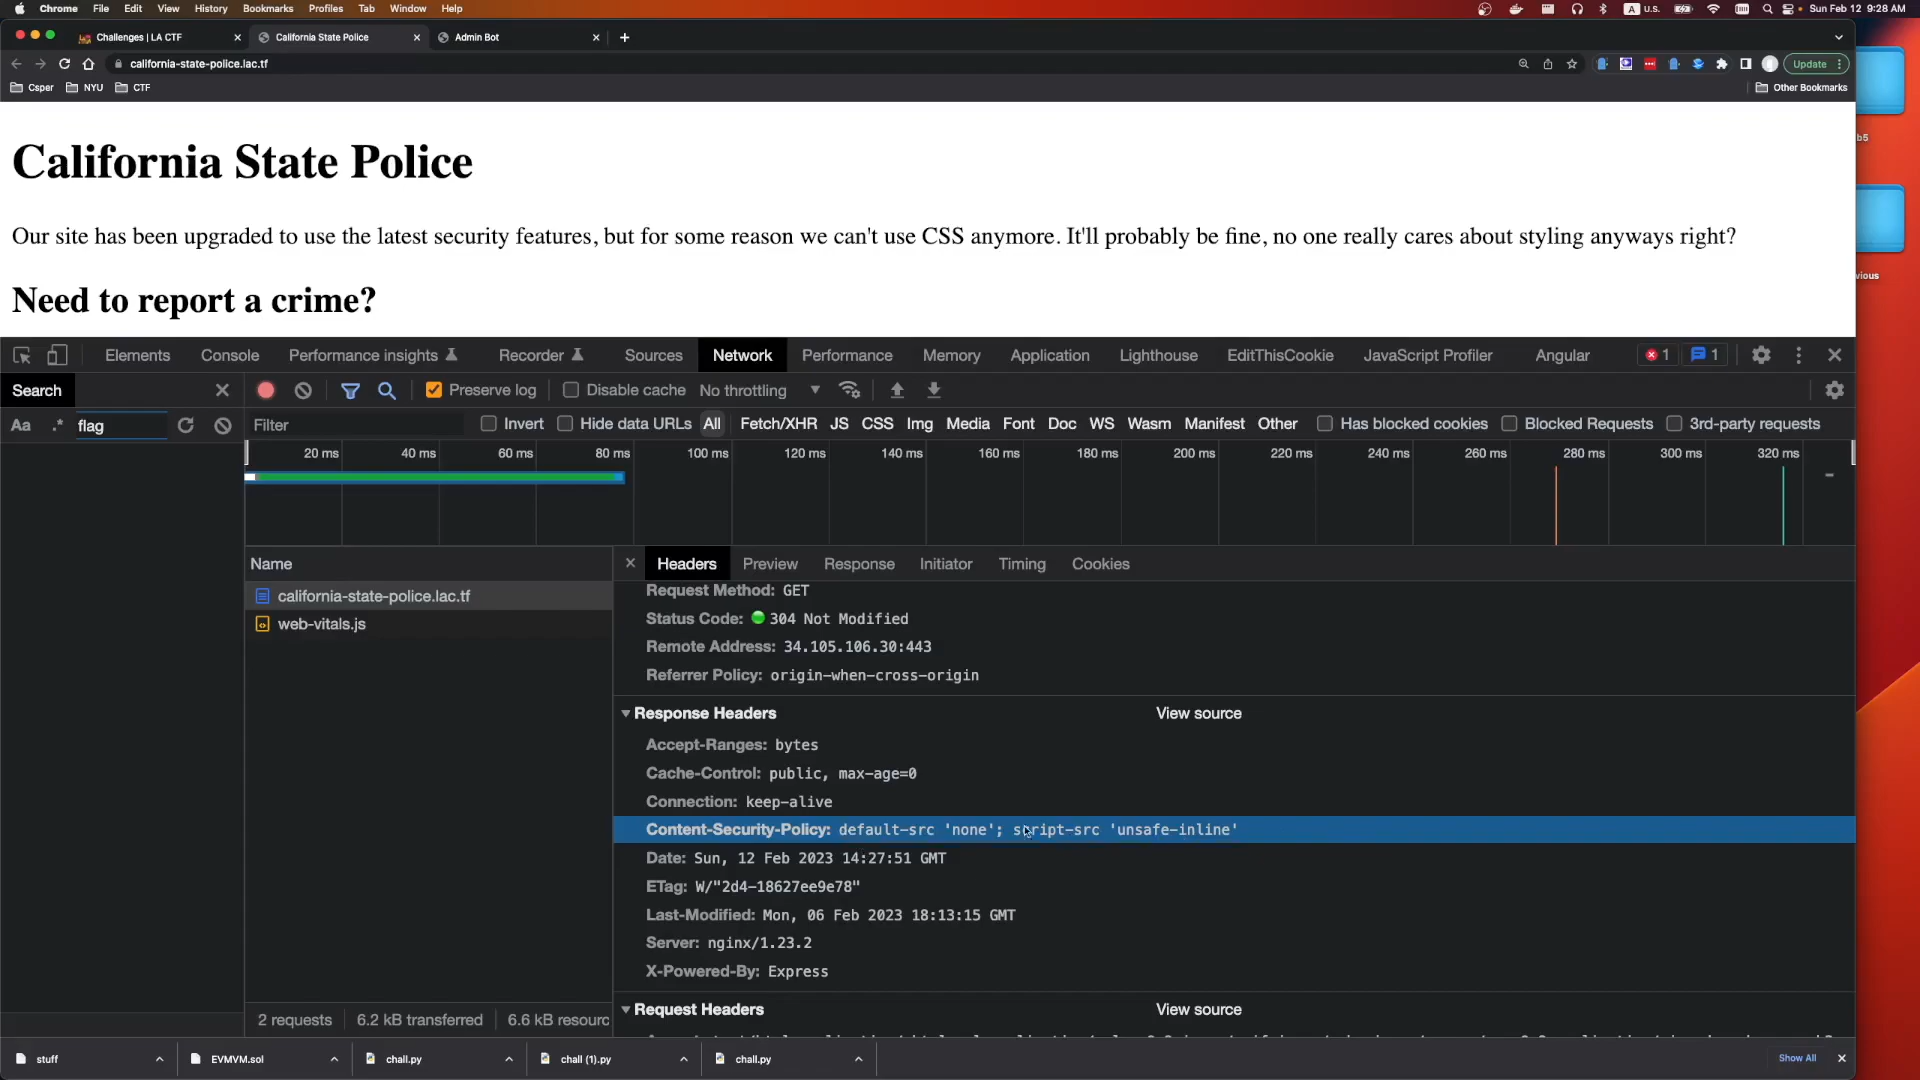 Chrome File Edit View History Bookmarks Profiles Tab Window Help
A U.S. Sun Feb 12 9:28 AM
Challenges | LA CTF California State Police Admin Bot
california-state-police.lac.tf Update
Csper NYU CTF Other Bookmarks
California State Police
Our site has been upgraded to use the latest security features, but for some reason we can't use CSS anymore. It'll probably be fine, no one really cares about styling anyways right?
Need to report a crime?
b5
vious
Elements Console Performance insights Recorder Sources Network Performance Memory Application Lighthouse EditThisCookie JavaScript Profiler Angular 1 1
Search Preserve log Disable cache No throttling
Aa .* flag Filter Invert Hide data URLs All Fetch/XHR JS CSS Img Media Font Doc WS Wasm Manifest Other Has blocked cookies Blocked Requests 3rd-party requests
20 ms 40 ms 60 ms 80 ms 100 ms 120 ms 140 ms 160 ms 180 ms 200 ms 220 ms 240 ms 260 ms 280 ms 300 ms 320 ms
Name Headers Preview Response Initiator Timing Cookies
california-state-police.lac.tf
web-vitals.js
Request Method: GET
Status Code: 304 Not Modified
Remote Address: 34.105.106.30:443
Referrer Policy: origin-when-cross-origin
Response Headers View source
Accept-Ranges: bytes
Cache-Control: public, max-age=0
Connection: keep-alive
Content-Security-Policy: default-src 'none'; script-src 'unsafe-inline'
Date: Sun, 12 Feb 2023 14:27:51 GMT
ETag: W/"2d4-18627ee9e78"
Last-Modified: Mon, 06 Feb 2023 18:13:15 GMT
Server: nginx/1.23.2
X-Powered-By: Express
Request Headers View source
2 requests 6.2 kB transferred 6.6 kB resourc
stuff EVMVM.sol chall.py chall (1).py chall.py Show All